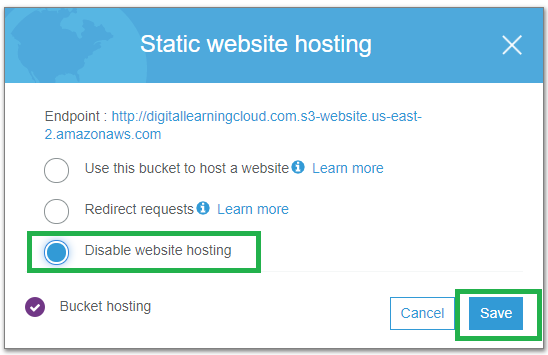 Static website hosting
Endpoint : http://digitallearningcloud.com.s3-website.us-east-
2.amazonaws.com
Use this bucket to host a website Learn more
Redirect requests Learn more
Disable website hosting
Bucket hosting
Cancel
Save